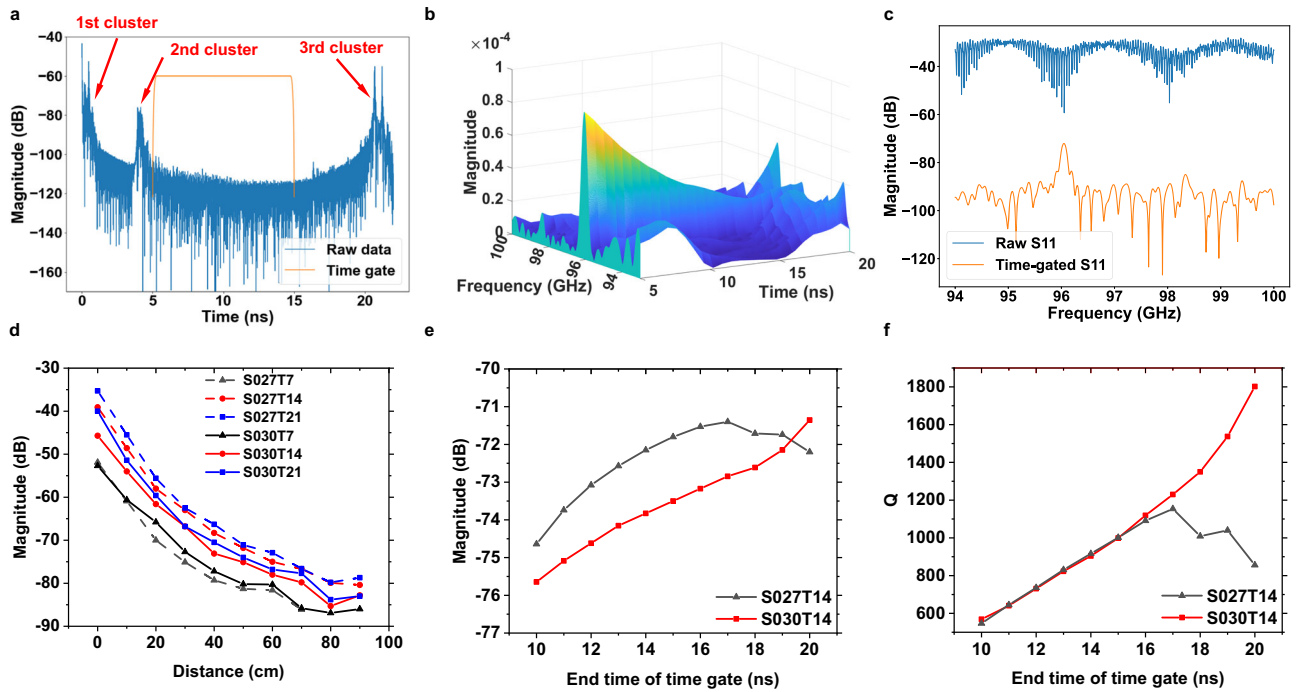 a
1st cluster
2nd cluster
3rd cluster
−40
−60
−80
−100
−120
−140
−160
Magnitude (dB)
Raw data
Time gate
0
5
10
15
20
Time (ns)
b
×10⁻⁴
1
0.8
0.6
0.4
0.2
0
Magnitude
100
98
96
94
Frequency (GHz)
5
10
15
20
Time (ns)
c
−40
−60
−80
−100
−120
Magnitude (dB)
Raw S11
Time-gated S11
94
95
96
97
98
99
100
Frequency (GHz)
d
-30
-40
-50
-60
-70
-80
-90
Magnitude (dB)
S027T7
S027T14
S027T21
S030T7
S030T14
S030T21
0
20
40
60
80
100
Distance (cm)
e
-70
-71
-72
-73
-74
-75
-76
-77
Magnitude (dB)
S027T14
S030T14
10
12
14
16
18
20
End time of time gate (ns)
f
1800
1600
1400
1200
1000
800
600
Q
S027T14
S030T14
10
12
14
16
18
20
End time of time gate (ns)